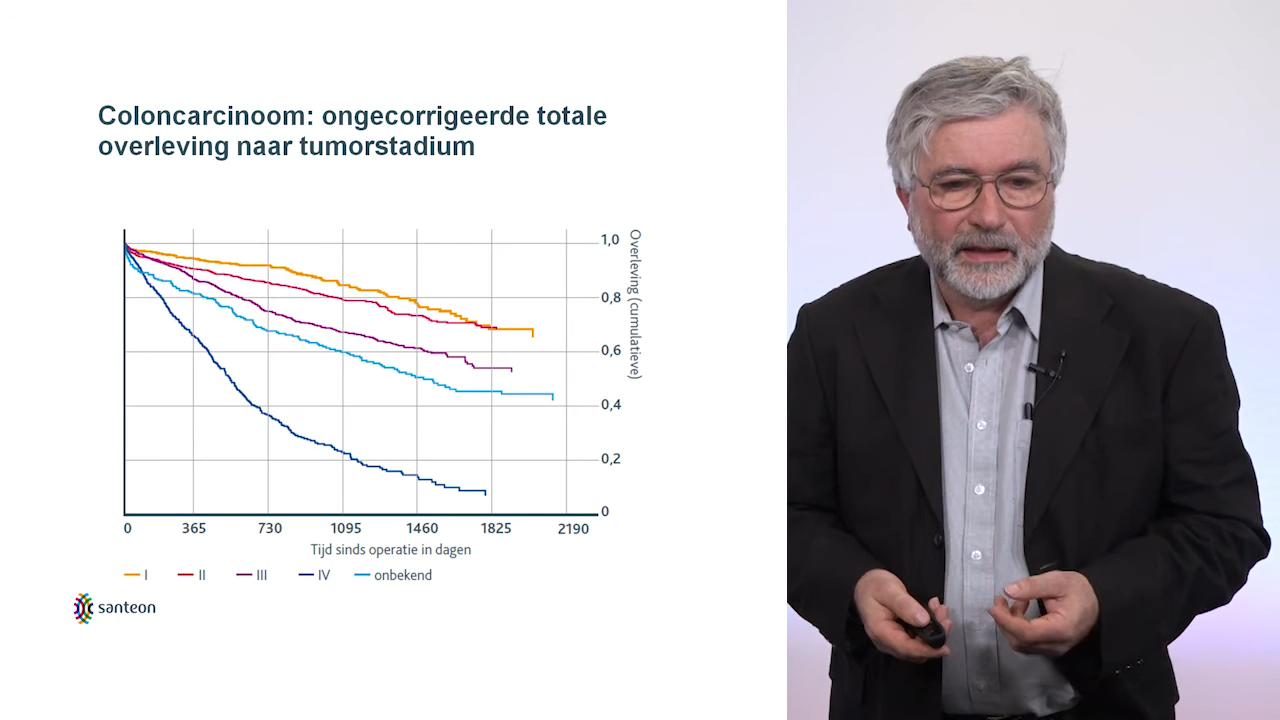 Coloncarcinoom: ongecorrigeerde totale
overleving naar tumorstadium
Overleving (cumulatieve)
1,0
0,8
0,6
0,4
0,2
0
0 365 730 1095 1460 1825 2190
Tijd sinds operatie in dagen
I II III IV onbekend
santeon